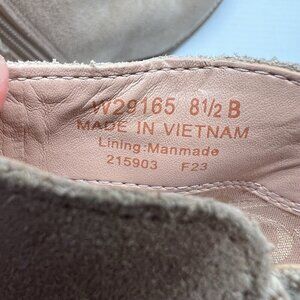 W29165 8½ B
MADE IN VIETNAM
Lining:Manmade
215903 F23